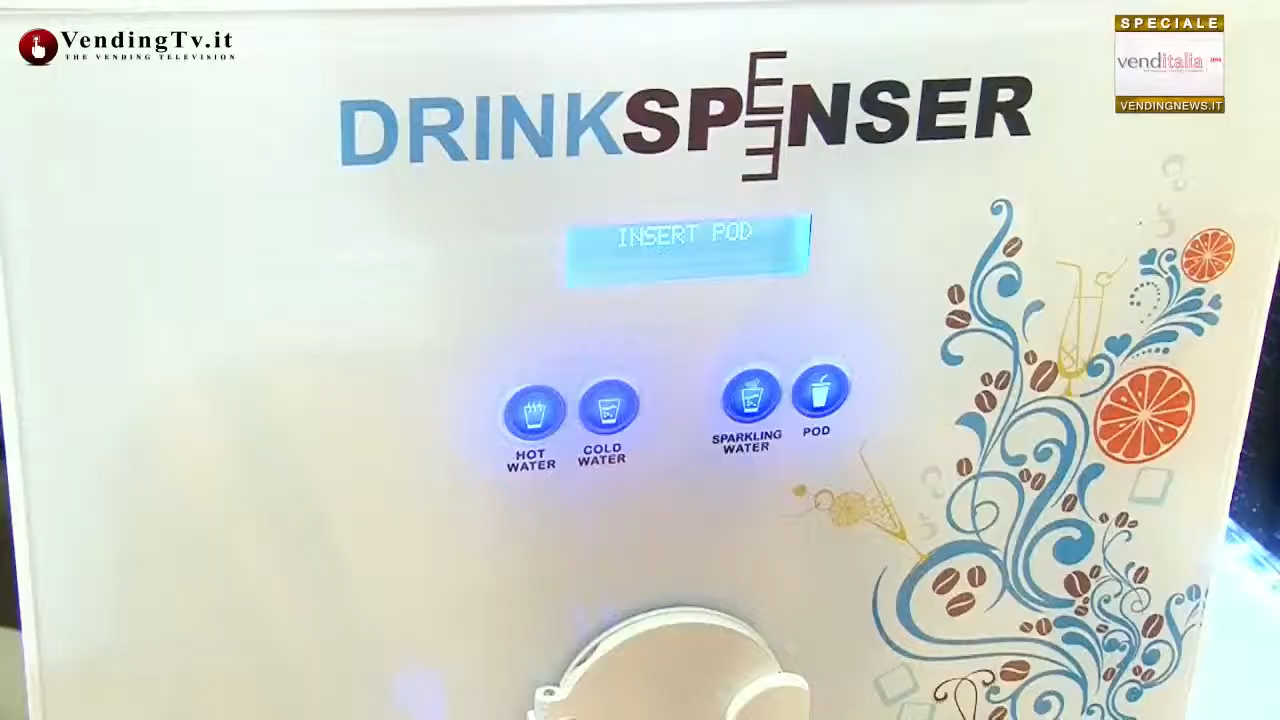 VendingTv.it
THE VENDING TELEVISION
SPECIALE
venditalia
VENDINGNEWS.IT
DRINKSPENSER
INSERT POD
HOT
WATER
COLD
WATER
SPARKLING
WATER
POD